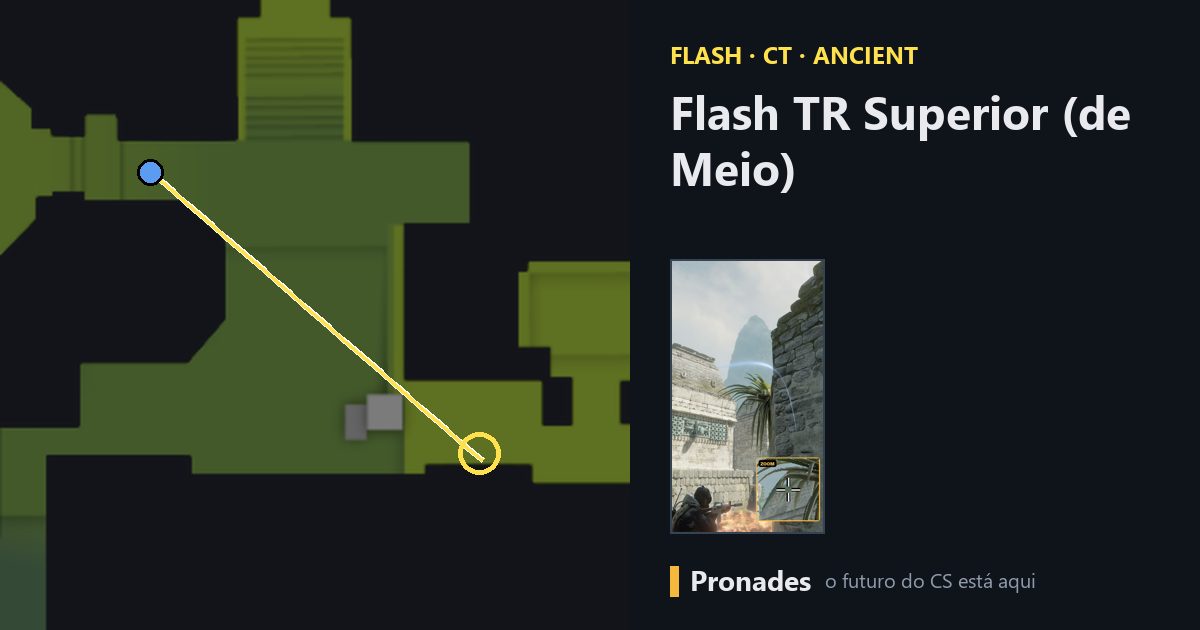 FLASH · CT · ANCIENT
Flash TR Superior (de
Meio)
ZOOM
Pronades o futuro do CS está aqui